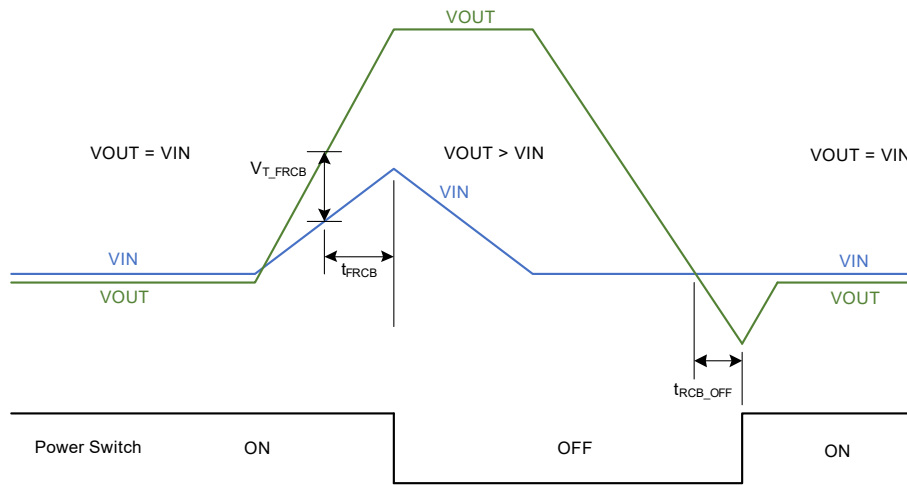 VOUT
VOUT = VIN
VOUT > VIN
VOUT = VIN
VT_FRCB
VIN
VIN
VIN
tFRCB
VOUT
VOUT
tRCB_OFF
Power Switch ON OFF ON